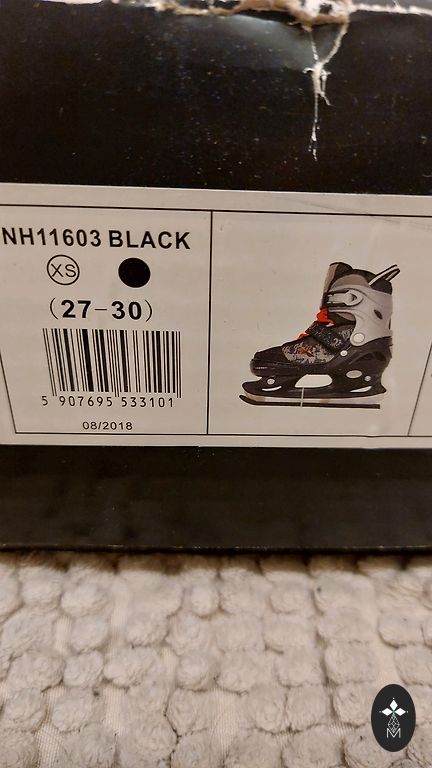 NH11603 BLACK
XS
(27-30)
5 907695 533101
08/2018
M